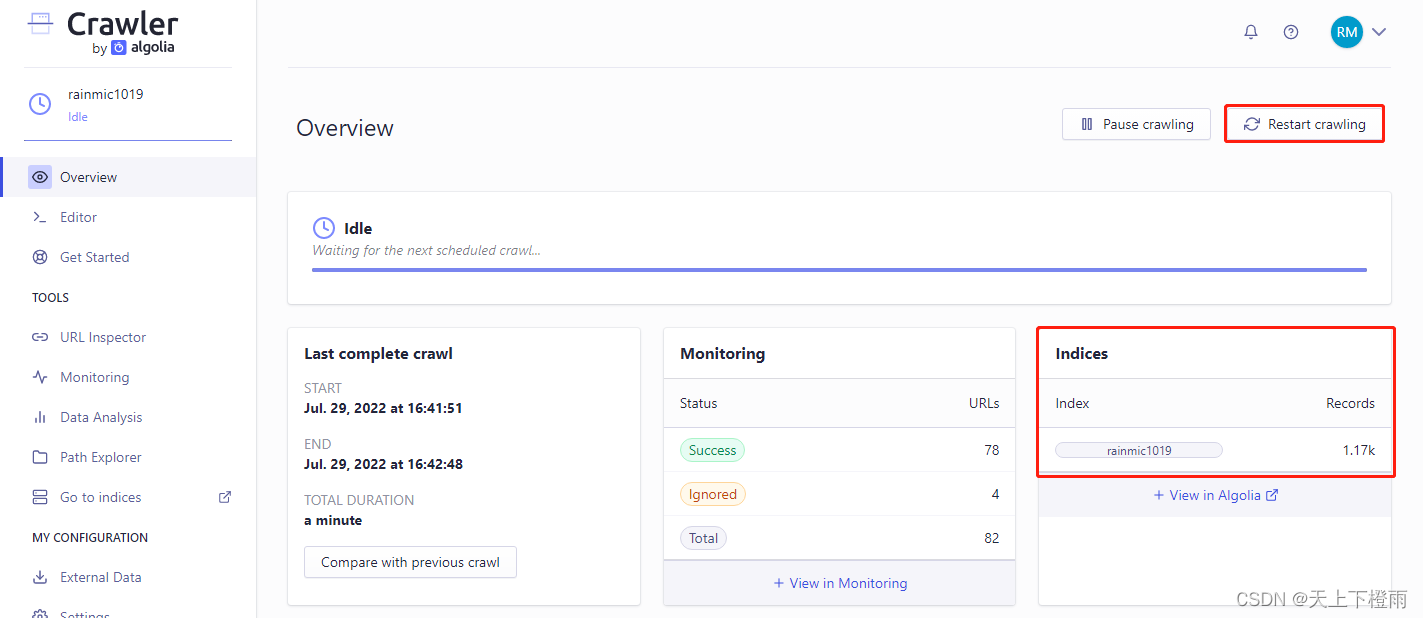 Crawler
by algolia
rainmic1019
Idle
Overview
Editor
Get Started
TOOLS
URL Inspector
Monitoring
Data Analysis
Path Explorer
Go to indices
MY CONFIGURATION
External Data
Settings
RM
Overview
Pause crawling
Restart crawling
Idle
Waiting for the next scheduled crawl...
Last complete crawl
START
Jul. 29, 2022 at 16:41:51
END
Jul. 29, 2022 at 16:42:48
TOTAL DURATION
a minute
Compare with previous crawl
Monitoring
Status URLs
Success 78
Ignored 4
Total 82
+ View in Monitoring
Indices
Index Records
rainmic1019 1.17k
+ View in Algolia
CSDN @天上下橙雨